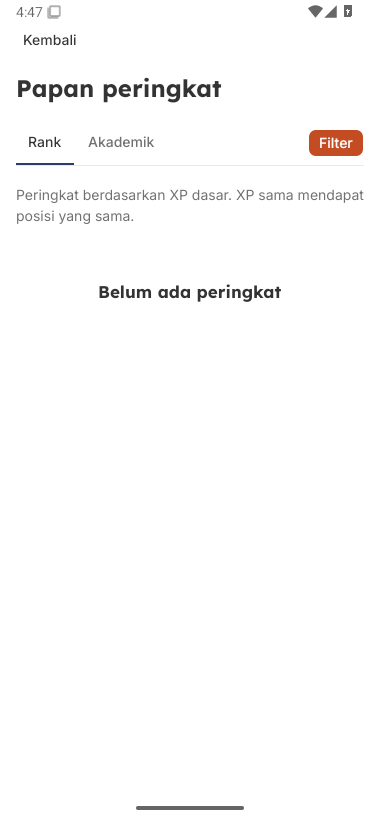 4:47
Kembali
Papan peringkat
Rank
Akademik
Filter
Peringkat berdasarkan XP dasar. XP sama mendapat
posisi yang sama.
Belum ada peringkat